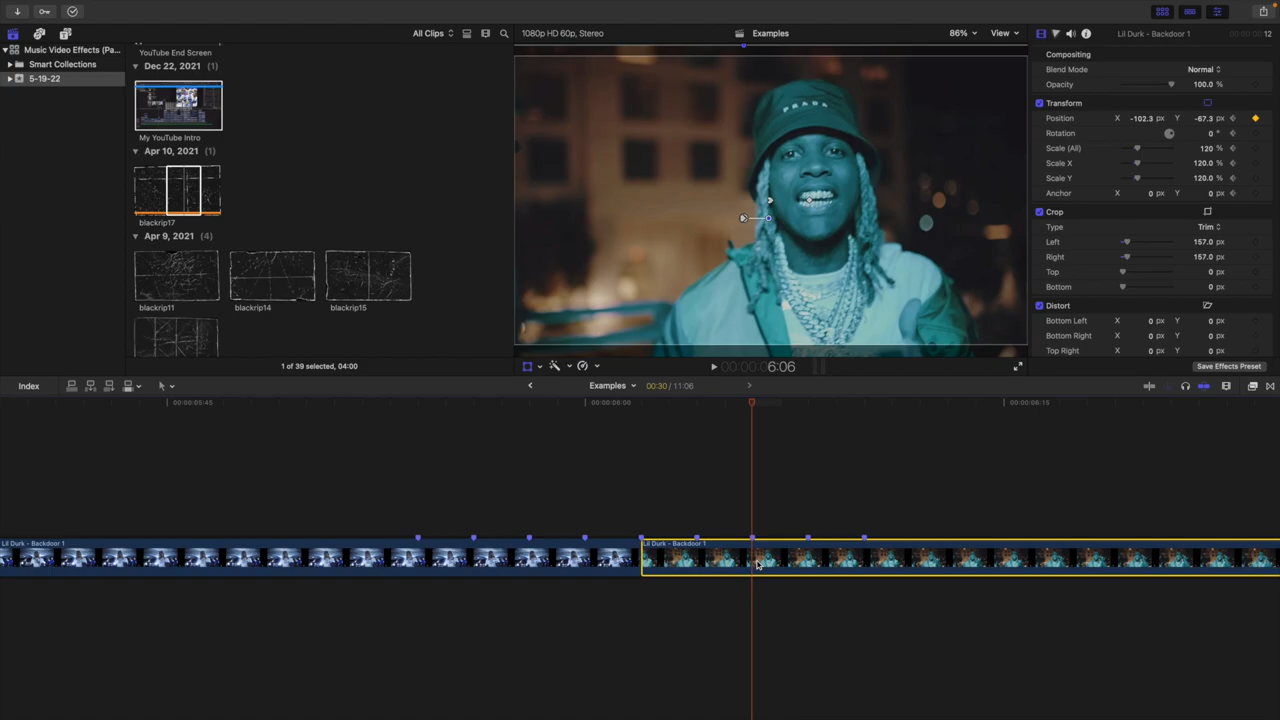 All Clips
1080p HD 60p, Stereo
Examples
86%
View
Lil Durk - Backdoor 1
12
Music Video Effects (Pa...
Smart Collections
5-19-22
YouTube End Screen
Dec 22, 2021 (1)
My YouTube Intro
Apr 10, 2021 (1)
blackrip17
Apr 9, 2021 (4)
blackrip11
blackrip14
blackrip15
1 of 39 selected, 04:00
PRADA
6:06
Compositing
Blend Mode
Normal
Opacity
100.0 %
Transform
Position
X
-102.3 px
Y
-67.3 px
Rotation
0 °
Scale (All)
120 %
Scale X
120.0 %
Scale Y
120.0 %
Anchor
X
0 px
Y
0 px
Crop
Type
Trim
Left
157.0 px
Right
157.0 px
Top
0 px
Bottom
0 px
Distort
Bottom Left
X
0 px
Y
0 px
Bottom Right
X
0 px
Y
0 px
Top Right
X
0 px
Y
0 px
Save Effects Preset
Index
Examples
00:30 / 11:06
00:00:05:45
00:00:06:00
00:00:06:15
Lil Durk - Backdoor 1
Lil Durk - Backdoor 1